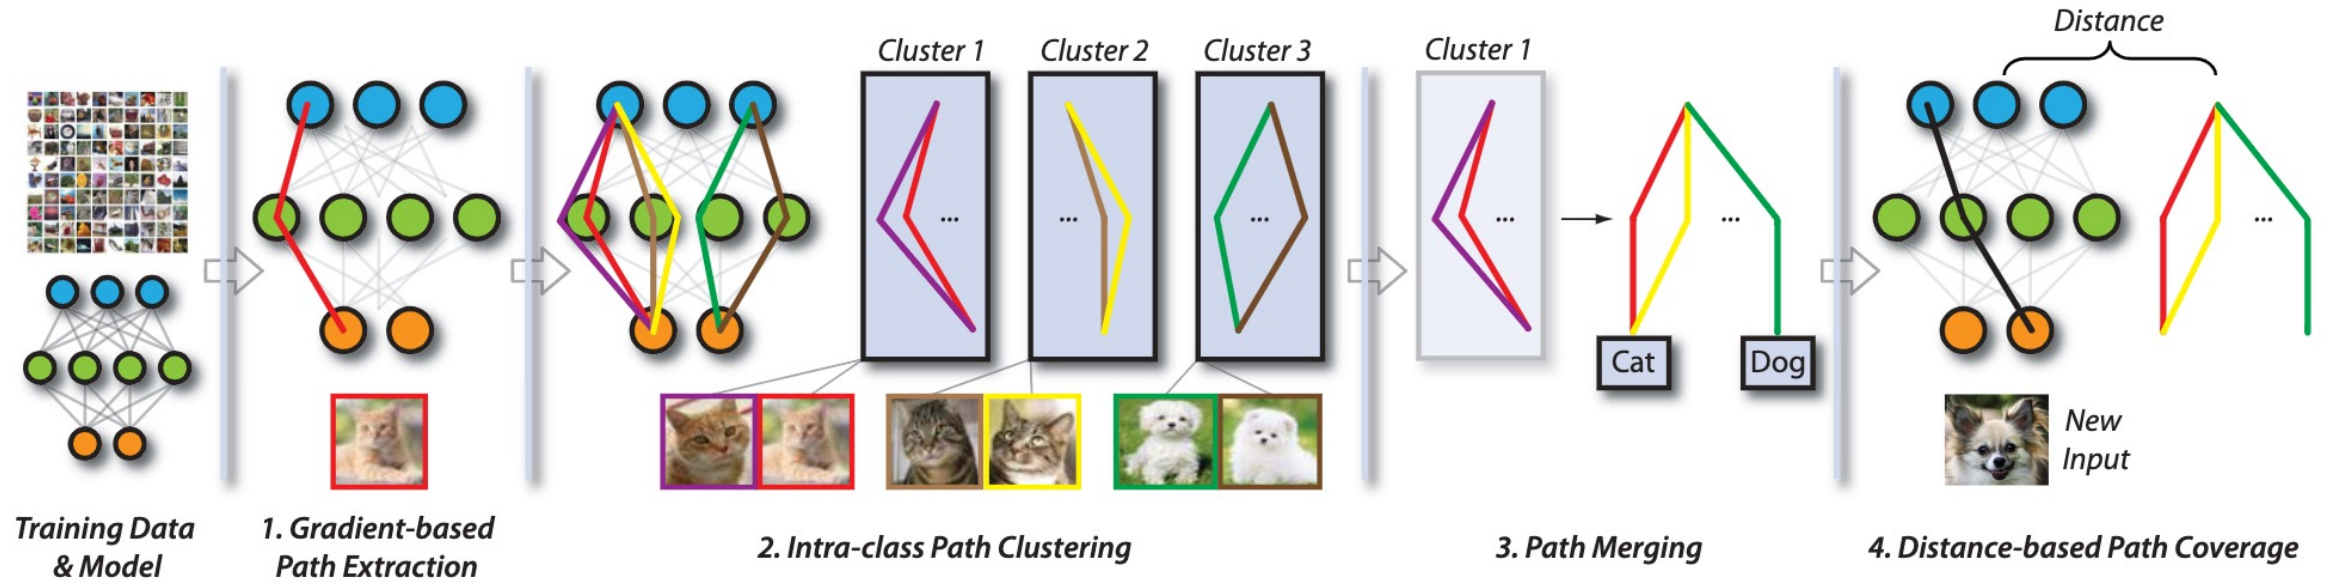 Distance
Cluster 1
Cluster 2
Cluster 3
Cluster 1
...
...
...
...
...
...
Cat
Dog
New
Input
Training Data
& Model
1. Gradient-based
Path Extraction
2. Intra-class Path Clustering
3. Path Merging
4. Distance-based Path Coverage